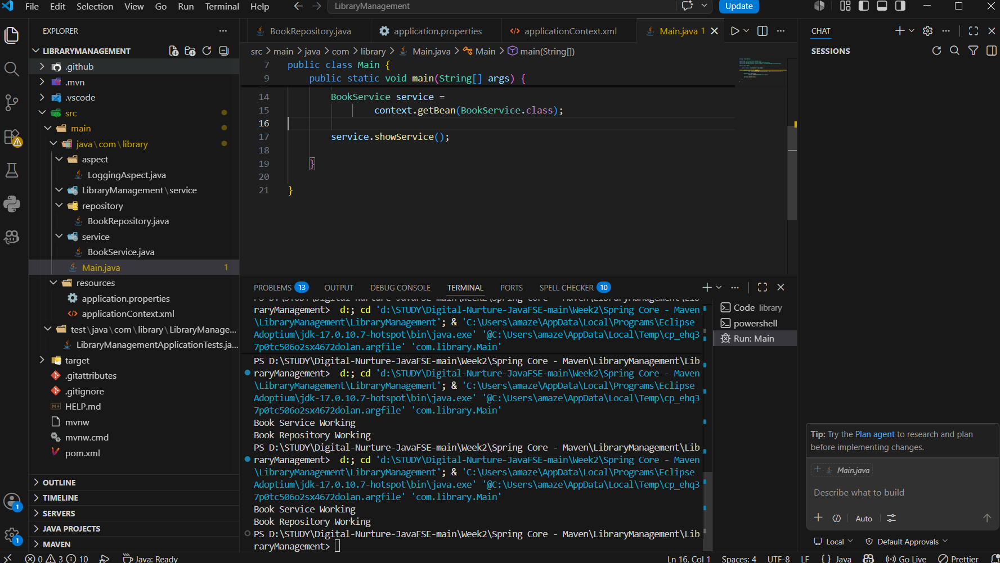 File Edit Selection View Go Run Terminal Help
LibraryManagement
Update
EXPLORER
LIBRARYMANAGEMENT
.github
.mvn
.vscode
src
main
java\com\library
aspect
LoggingAspect.java
LibraryManagement\service
repository
BookRepository.java
service
BookService.java
Main.java 1
resources
application.properties
applicationContext.xml
test\java\com\library\LibraryManage...
LibraryManagementApplicationTests.ja...
target
.gitattributes
.gitignore
HELP.md
mvnw
mvnw.cmd
pom.xml
OUTLINE
TIMELINE
SERVERS
JAVA PROJECTS
MAVEN
1
1
BookRepository.java application.properties applicationContext.xml Main.java 1
src > main > java > com > library > Main.java > Main > main(String[])
7 public class Main {
9 public static void main(String[] args) {
14 BookService service =
15 context.getBean(BookService.class);
16
17 service.showService();
18
19 }
20
21 }
PROBLEMS 13 OUTPUT DEBUG CONSOLE TERMINAL PORTS SPELL CHECKER 10
raryManagement> d:; cd 'd:\STUDY\Digital-Nurture-JavaFSE-main\Week2\Spring Core - Maven
\LibraryManagement\LibraryManagement'; & 'C:\Users\amaze\AppData\Local\Programs\Eclipse
Adoptium\jdk-17.0.10.7-hotspot\bin\java.exe' '@C:\Users\amaze\AppData\Local\Temp\cp_ehq3
7p0tc506o2sx4672dolan.argfile' 'com.library.Main'
PS D:\STUDY\Digital-Nurture-JavaFSE-main\Week2\Spring Core - Maven\LibraryManagement\Lib
raryManagement> d:; cd 'd:\STUDY\Digital-Nurture-JavaFSE-main\Week2\Spring Core - Maven
\LibraryManagement\LibraryManagement'; & 'C:\Users\amaze\AppData\Local\Programs\Eclipse
Adoptium\jdk-17.0.10.7-hotspot\bin\java.exe' '@C:\Users\amaze\AppData\Local\Temp\cp_ehq3
7p0tc506o2sx4672dolan.argfile' 'com.library.Main'
Book Service Working
Book Repository Working
PS D:\STUDY\Digital-Nurture-JavaFSE-main\Week2\Spring Core - Maven\LibraryManagement\Lib
raryManagement> d:; cd 'd:\STUDY\Digital-Nurture-JavaFSE-main\Week2\Spring Core - Maven
\LibraryManagement\LibraryManagement'; & 'C:\Users\amaze\AppData\Local\Programs\Eclipse
Adoptium\jdk-17.0.10.7-hotspot\bin\java.exe' '@C:\Users\amaze\AppData\Local\Temp\cp_ehq3
7p0tc506o2sx4672dolan.argfile' 'com.library.Main'
Book Service Working
Book Repository Working
PS D:\STUDY\Digital-Nurture-JavaFSE-main\Week2\Spring Core - Maven\LibraryManagement\Lib
raryManagement>
Code library
powershell
Run: Main
CHAT
SESSIONS
Tip: Try the Plan agent to research and plan
before implementing changes.
Main.java
Describe what to build
Auto
Local Default Approvals
0 3 10 Java: Ready Ln 16, Col 1 Spaces: 4 UTF-8 LF {} Java Go Live Prettier